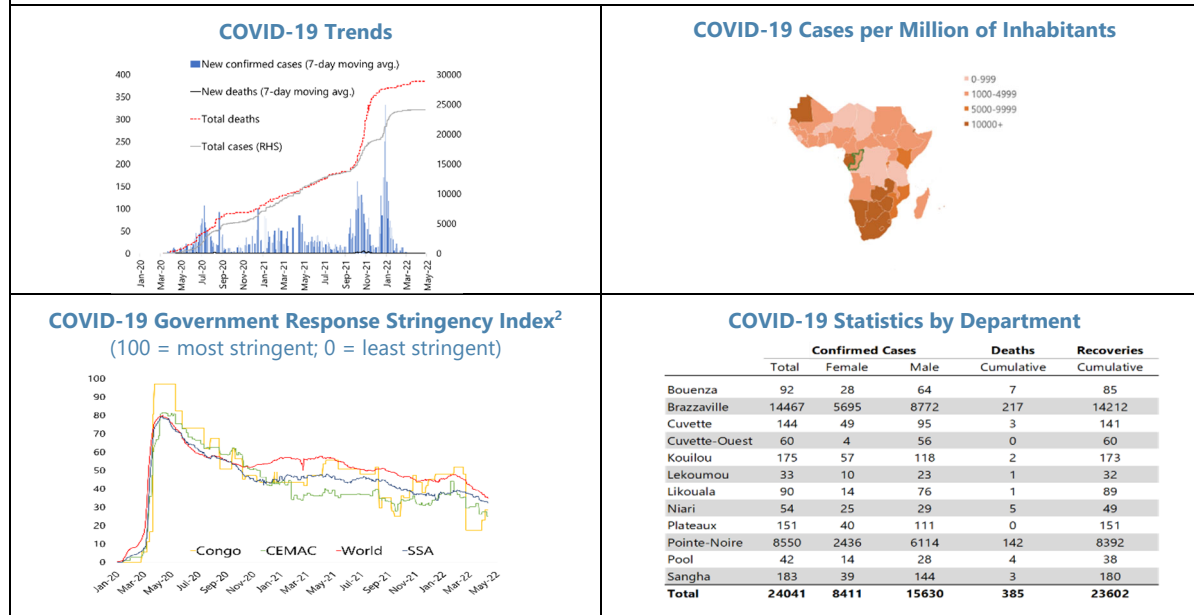 COVID-19 Trends
New confirmed cases (7-day moving avg.)
New deaths (7-day moving avg.)
Total deaths
Total cases (RHS)
400
350
300
250
200
150
100
50
0
30000
25000
20000
15000
10000
5000
0
Jan-20
Mar-20
May-20
Jul-20
Sep-20
Nov-20
Jan-21
Mar-21
May-21
Jul-21
Sep-21
Nov-21
Jan-22
Mar-22
May-22
COVID-19 Cases per Million of Inhabitants
0-999
1000-4999
5000-9999
10000+
COVID-19 Government Response Stringency Index²
(100 = most stringent; 0 = least stringent)
100
90
80
70
60
50
40
30
20
10
0
Congo CEMAC World SSA
Jan-20
Mar-20
May-20
Jul-20
Sep-20
Nov-20
Jan-21
Mar-21
May-21
Jul-21
Sep-21
Nov-21
Jan-22
Mar-22
May-22
COVID-19 Statistics by Department
Confirmed Cases Deaths Recoveries
Total Female Male Cumulative Cumulative
Bouenza 92 28 64 7 85
Brazzaville 14467 5695 8772 217 14212
Cuvette 144 49 95 3 141
Cuvette-Ouest 60 4 56 0 60
Kouilou 175 57 118 2 173
Lekoumou 33 10 23 1 32
Likouala 90 14 76 1 89
Niari 54 25 29 5 49
Plateaux 151 40 111 0 151
Pointe-Noire 8550 2436 6114 142 8392
Pool 42 14 28 4 38
Sangha 183 39 144 3 180
Total 24041 8411 15630 385 23602